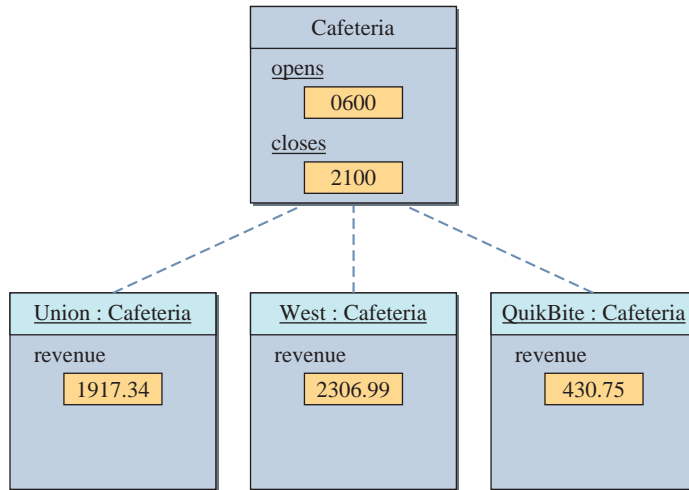 Cafeteria
opens
0600
closes
2100
Union : Cafeteria
revenue
1917.34
West : Cafeteria
revenue
2306.99
QuikBite : Cafeteria
revenue
430.75